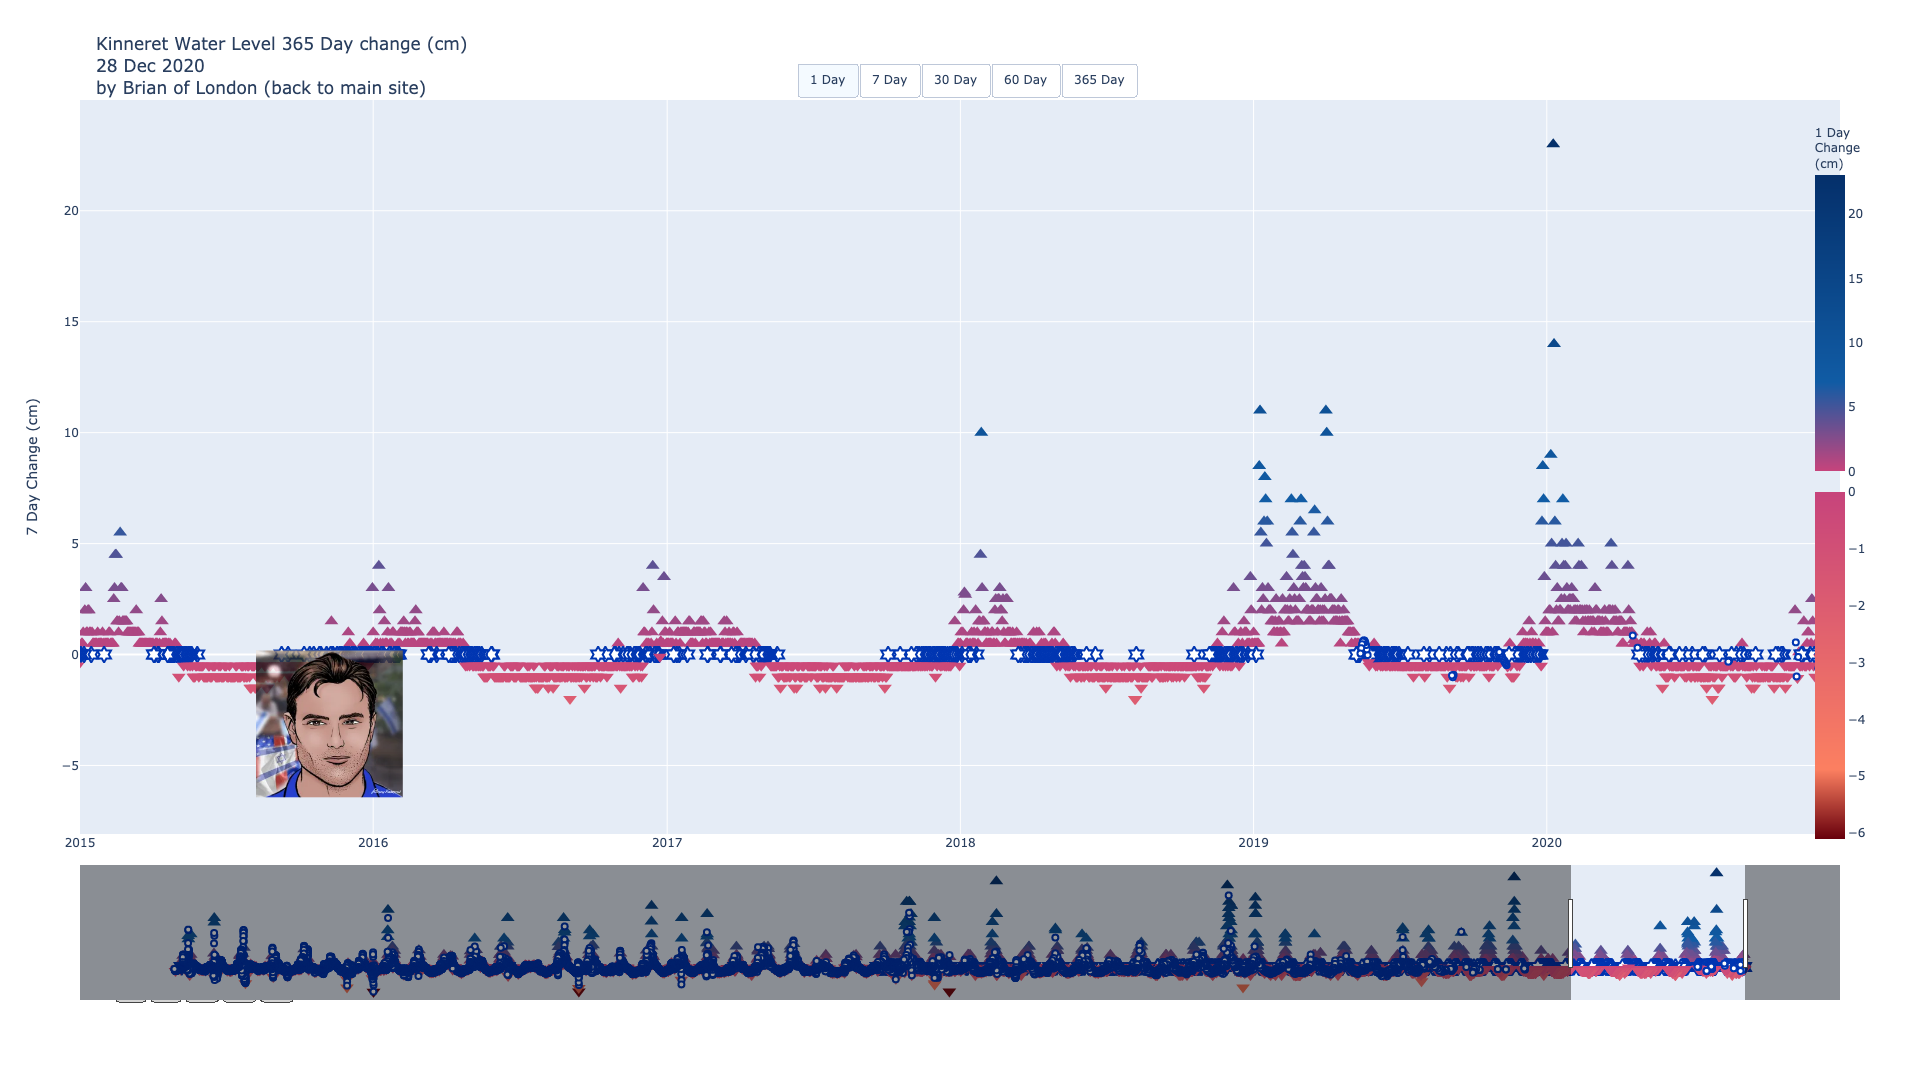 Kinneret Water Level 365 Day change (cm)
28 Dec 2020
by Brian of London (back to main site)
1 Day
7 Day
30 Day
60 Day
365 Day
1 Day
Change
(cm)
20
15
10
5
0
0
−1
−2
−3
−4
−5
−6
7 Day Change (cm)
20
15
10
5
0
−5
2015
2016
2017
2018
2019
2020